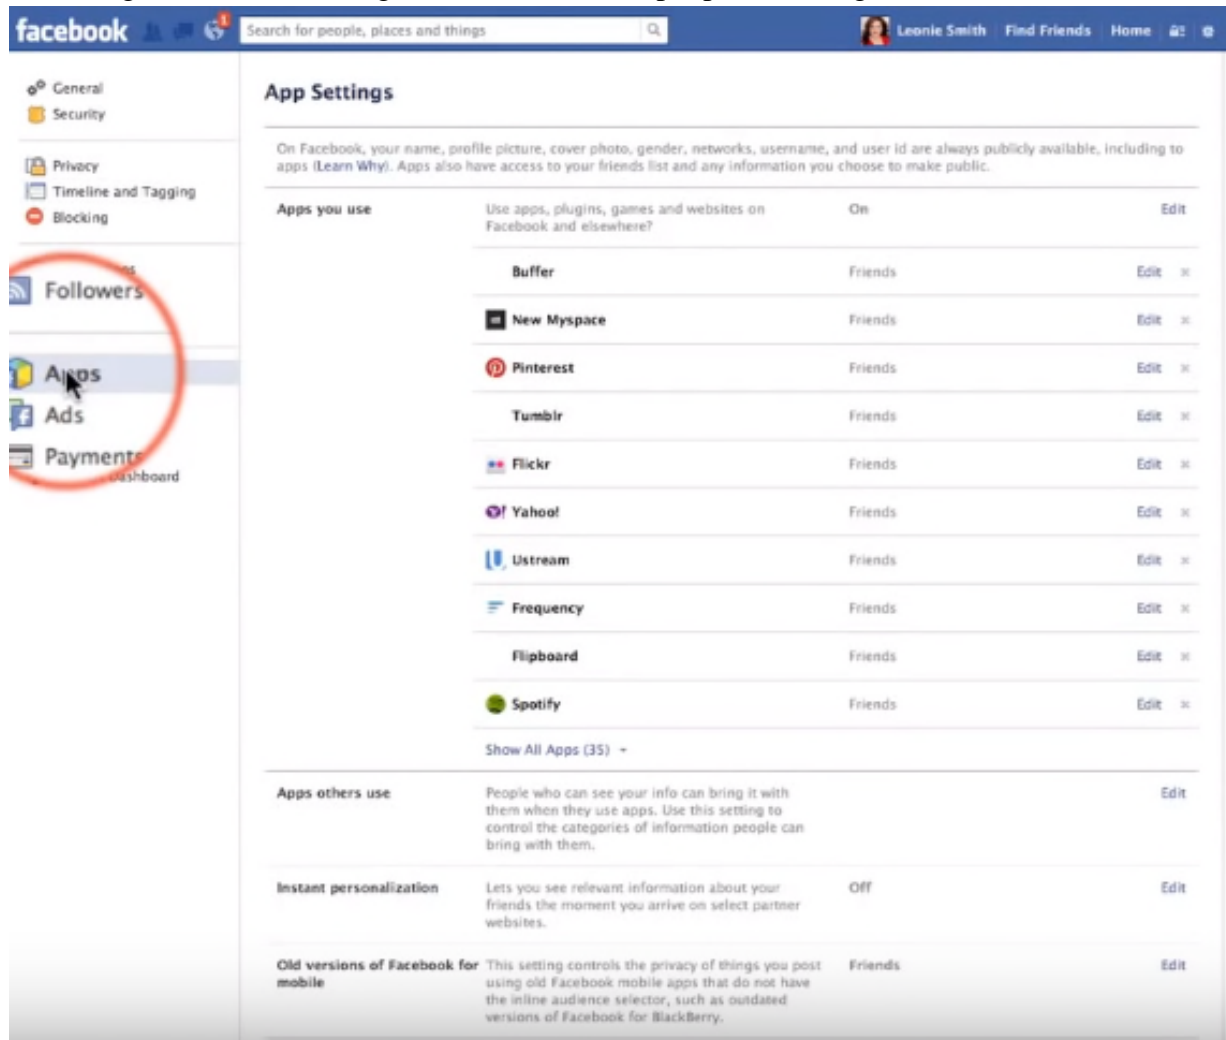 facebook
1
Search for people, places and things
Leonie Smith
Find Friends
Home
General
Security
Privacy
Timeline and Tagging
Blocking
Followers
Apps
Ads
Payments
App Settings
On Facebook, your name, profile picture, cover photo, gender, networks, username, and user id are always publicly available, including to
apps (Learn Why). Apps also have access to your friends list and any information you choose to make public.
Apps you use
Use apps, plugins, games and websites on
Facebook and elsewhere?
On
Edit
Buffer Friends Edit
New Myspace Friends Edit
Pinterest Friends Edit
Tumblr Friends Edit
Flickr Friends Edit
Yahoo! Friends Edit
Ustream Friends Edit
Frequency Friends Edit
Flipboard Friends Edit
Spotify Friends Edit
Show All Apps (35)
Apps others use
People who can see your info can bring it with
them when they use apps. Use this setting to
control the categories of information people can
bring with them.
Edit
Instant personalization
Lets you see relevant information about your
friends the moment you arrive on select partner
websites.
Off
Edit
Old versions of Facebook for
mobile
This setting controls the privacy of things you post
using old Facebook mobile apps that do not have
the inline audience selector, such as outdated
versions of Facebook for BlackBerry.
Friends
Edit